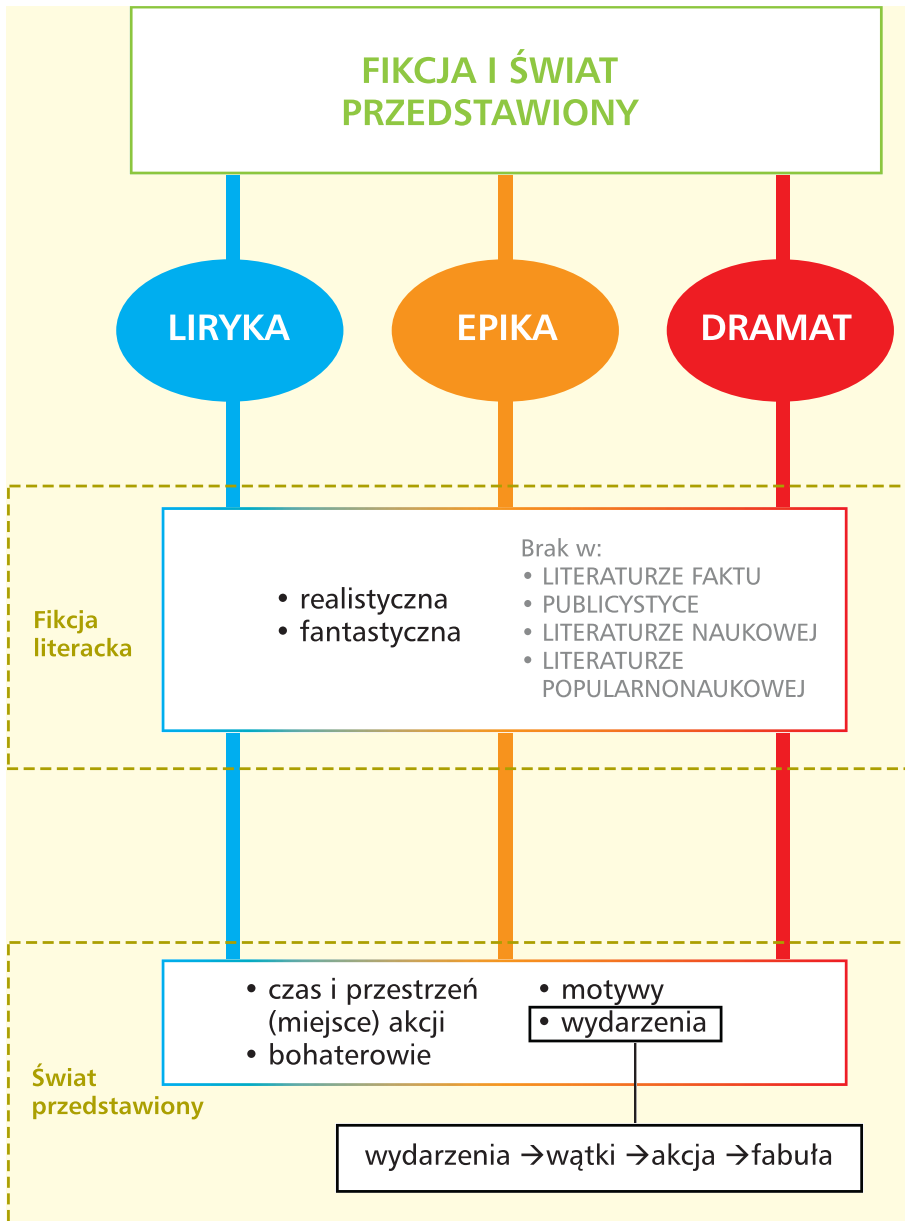 FIKCJA I ŚWIAT
PRZEDSTAWIONY
LIRYKA
EPIKA
DRAMAT
Fikcja
literacka
• realistyczna
• fantastyczna
Brak w:
• LITERATURZE FAKTU
• PUBLICYSTYCE
• LITERATURZE NAUKOWEJ
• LITERATURZE
POPULARNONAUKOWEJ
Świat
przedstawiony
• czas i przestrzeń
(miejsce) akcji
• bohaterowie
• motywy
• wydarzenia
wydarzenia →wątki →akcja →fabuła